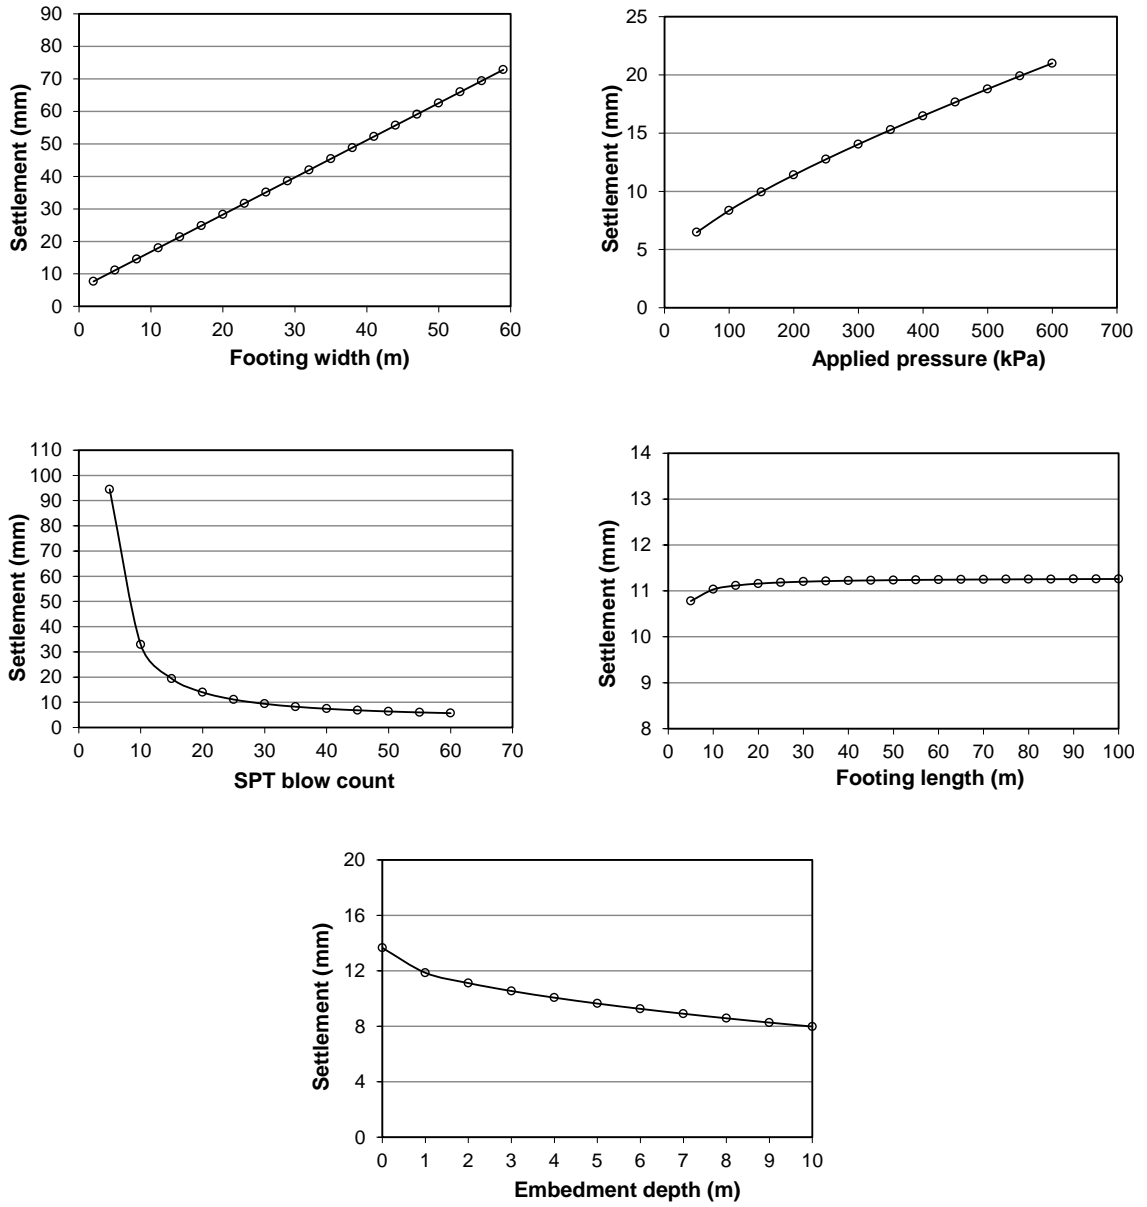 90
80
70
60
50
40
30
20
10
0
Settlement (mm)
0 10 20 30 40 50 60
Footing width (m)
25
20
15
10
5
0
Settlement (mm)
0 100 200 300 400 500 600 700
Applied pressure (kPa)
110
100
90
80
70
60
50
40
30
20
10
0
Settlement (mm)
0 10 20 30 40 50 60 70
SPT blow count
14
13
12
11
10
9
8
Settlement (mm)
0 10 20 30 40 50 60 70 80 90 100
Footing length (m)
20
16
12
8
4
0
Settlement (mm)
0 1 2 3 4 5 6 7 8 9 10
Embedment depth (m)